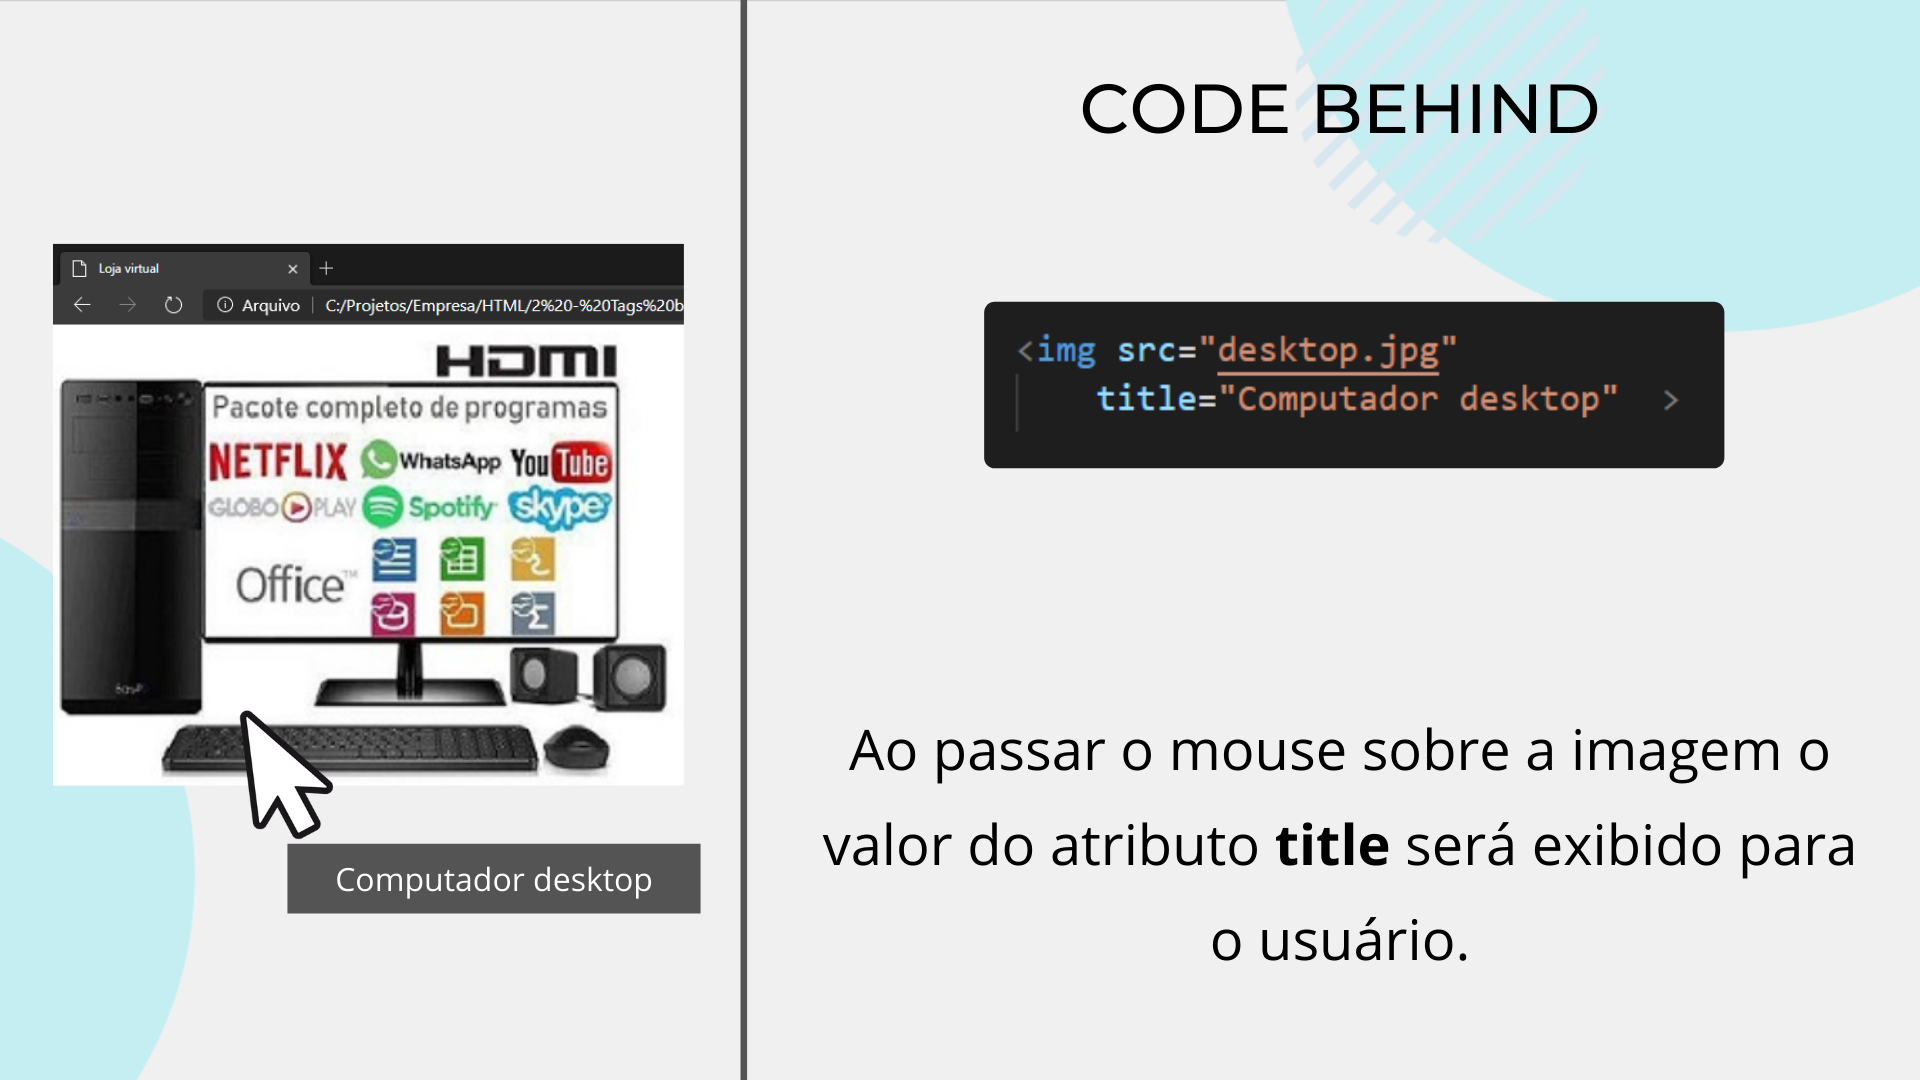 CODE BEHIND
Loja virtual
Arquivo C:/Projetos/Empresa/HTML/2%20-%20Tags%20b
HDMI
Pacote completo de programas
NETFLIX WhatsApp YouTube
GLOBO PLAY Spotify skype
Office™
Computador desktop
<img src="desktop.jpg"
title="Computador desktop" >
Ao passar o mouse sobre a imagem o
valor do atributo title será exibido para
o usuário.